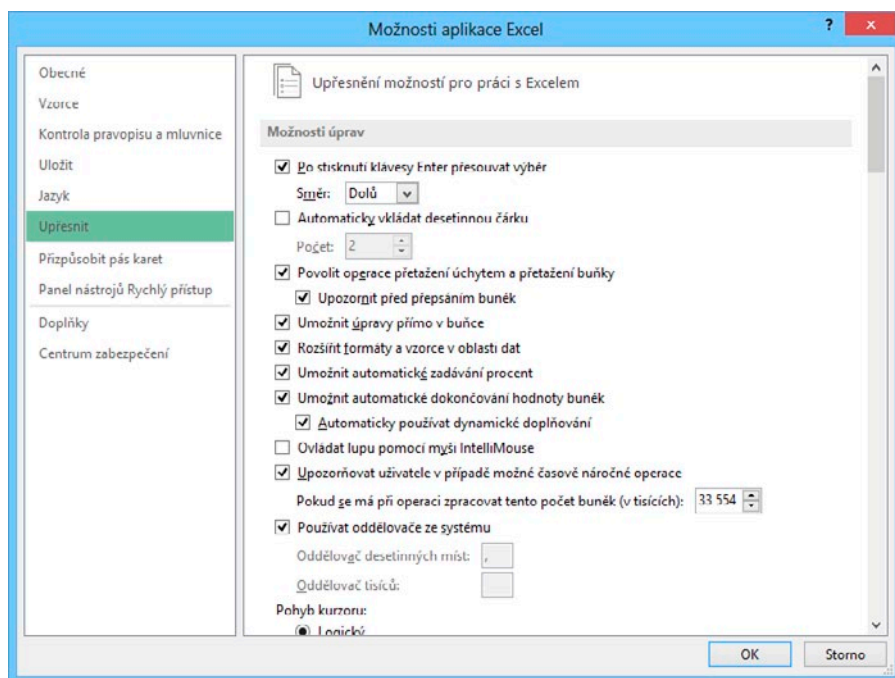 Možnosti aplikace Excel
?
x
Obecné
Vzorce
Kontrola pravopisu a mluvnice
Uložit
Jazyk
Upřesnit
Přizpůsobit pás karet
Panel nástrojů Rychlý přístup
Doplňky
Centrum zabezpečení
Upřesnění možností pro práci s Excelem
Možnosti úprav
Po stisknutí klávesy Enter přesouvat výběr
Směr: Dolů
Automaticky vkládat desetinnou čárku
Počet: 2
Povolit operace přetažení úchytem a přetažení buňky
Upozornit před přepsáním buněk
Umožnit úpravy přímo v buňce
Rozšířit formáty a vzorce v oblasti dat
Umožnit automatické zadávání procent
Umožnit automatické dokončování hodnoty buněk
Automaticky používat dynamické doplňování
Ovládat lupu pomocí myši IntelliMouse
Upozorňovat uživatele v případě možné časově náročné operace
Pokud se má při operaci zpracovat tento počet buněk (v tisících): 33 554
Používat oddělovače ze systému
Oddělovač desetinných míst: ,
Oddělovač tisíců:
Pohyb kurzoru:
Logický
OK
Storno